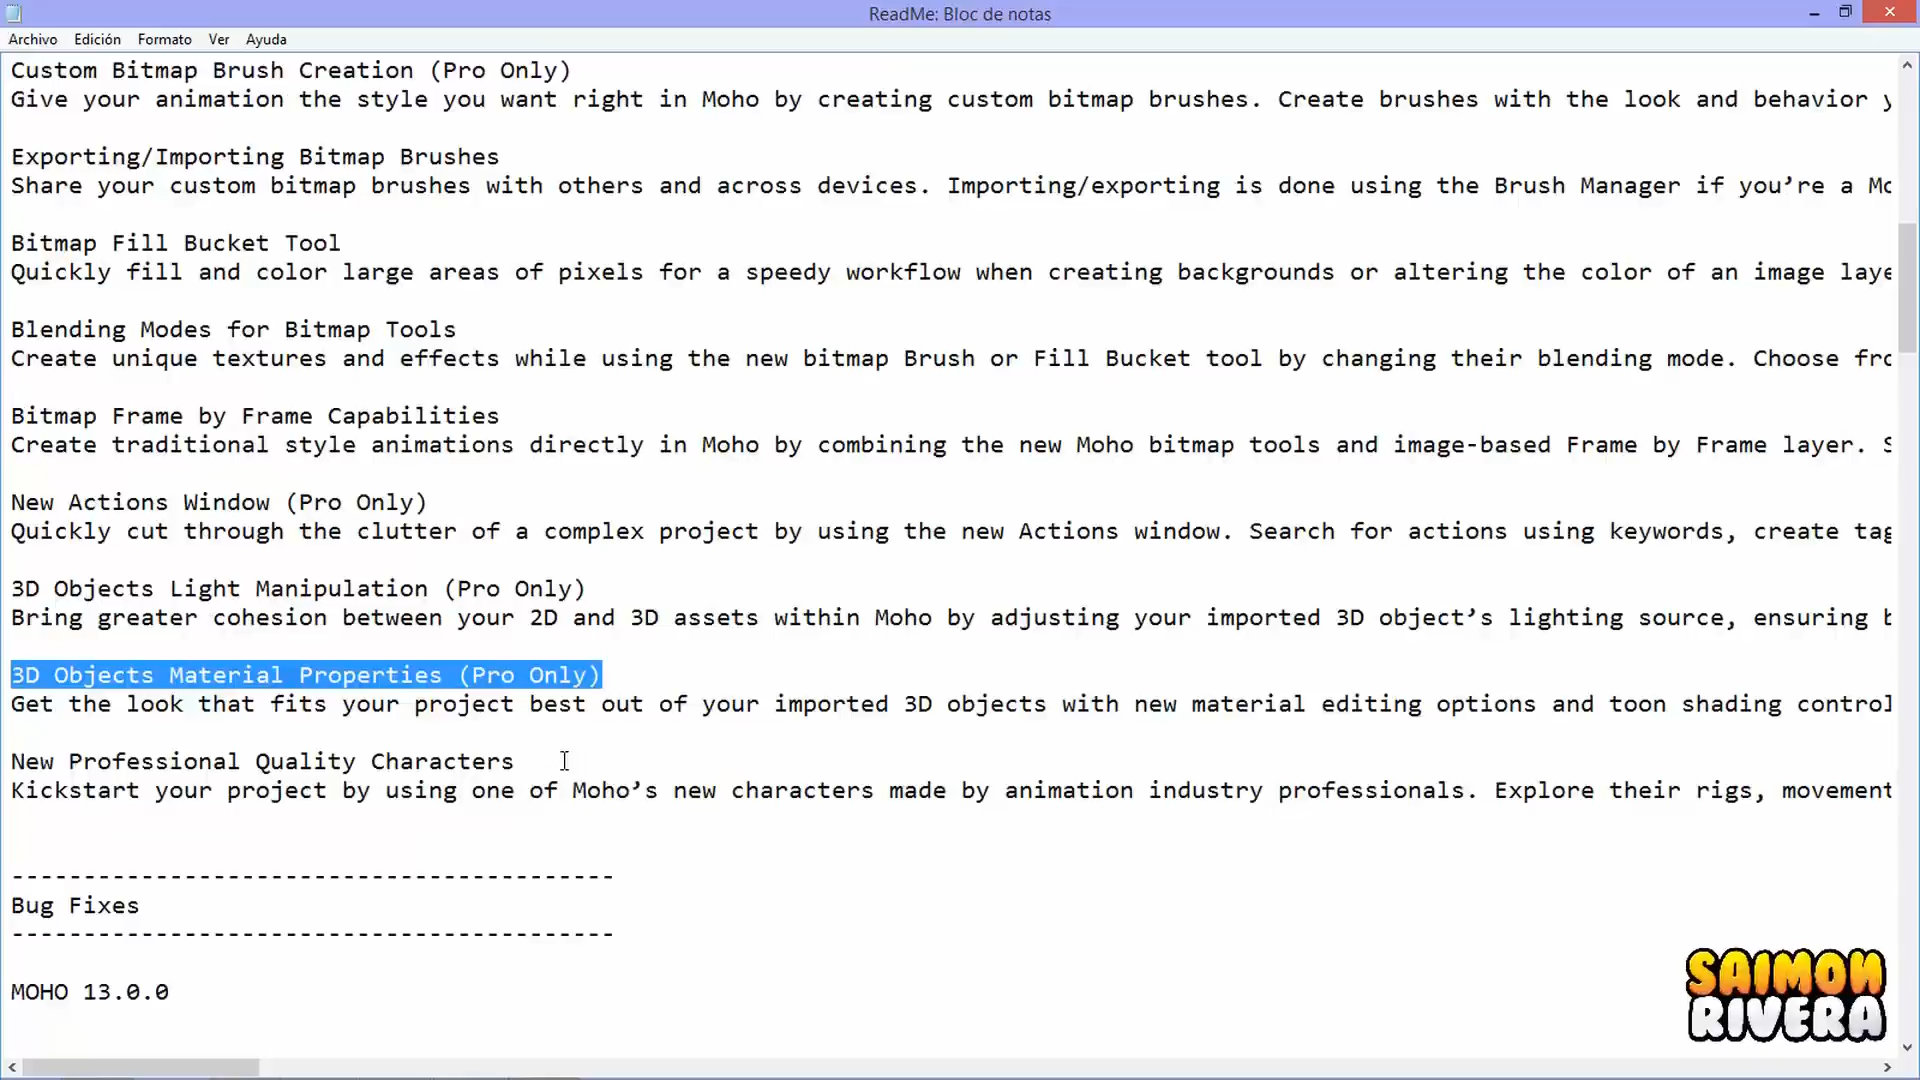 ReadMe: Bloc de notas
Archivo Edición Formato Ver Ayuda
Custom Bitmap Brush Creation (Pro Only)
Give your animation the style you want right in Moho by creating custom bitmap brushes. Create brushes with the look and behavior
Exporting/Importing Bitmap Brushes
Share your custom bitmap brushes with others and across devices. Importing/exporting is done using the Brush Manager if you’re a Mo
Bitmap Fill Bucket Tool
Quickly fill and color large areas of pixels for a speedy workflow when creating backgrounds or altering the color of an image laye
Blending Modes for Bitmap Tools
Create unique textures and effects while using the new bitmap Brush or Fill Bucket tool by changing their blending mode. Choose fro
Bitmap Frame by Frame Capabilities
Create traditional style animations directly in Moho by combining the new Moho bitmap tools and image-based Frame by Frame layer. S
New Actions Window (Pro Only)
Quickly cut through the clutter of a complex project by using the new Actions window. Search for actions using keywords, create tag
3D Objects Light Manipulation (Pro Only)
Bring greater cohesion between your 2D and 3D assets within Moho by adjusting your imported 3D object’s lighting source, ensuring b
3D Objects Material Properties (Pro Only)
Get the look that fits your project best out of your imported 3D objects with new material editing options and toon shading control
New Professional Quality Characters
Kickstart your project by using one of Moho’s new characters made by animation industry professionals. Explore their rigs, movement
------------------------------------------
Bug Fixes
------------------------------------------
MOHO 13.0.0
SAIMON
RIVERA